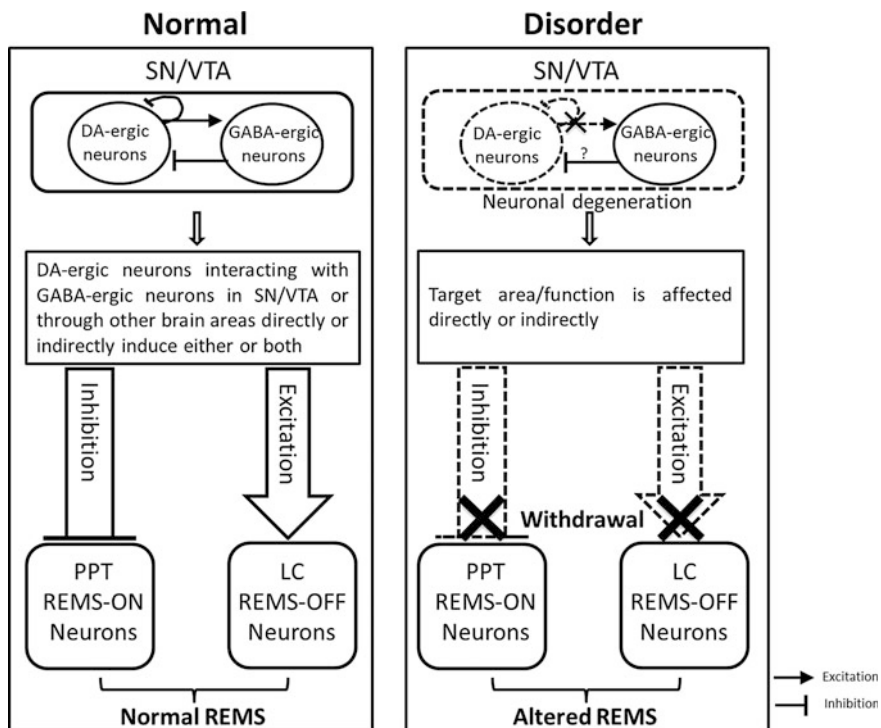 Normal
SN/VTA
DA-ergic
neurons
GABA-ergic
neurons
DA-ergic neurons interacting with
GABA-ergic neurons in SN/VTA or
through other brain areas directly or
indirectly induce either or both
Inhibition
Excitation
PPT
REMS-ON
Neurons
LC
REMS-OFF
Neurons
Normal REMS
Disorder
SN/VTA
DA-ergic
neurons
?
GABA-ergic
neurons
Neuronal degeneration
Target area/function is affected
directly or indirectly
Inhibition
Excitation
Withdrawal
PPT
REMS-ON
Neurons
LC
REMS-OFF
Neurons
Altered REMS
Excitation
Inhibition